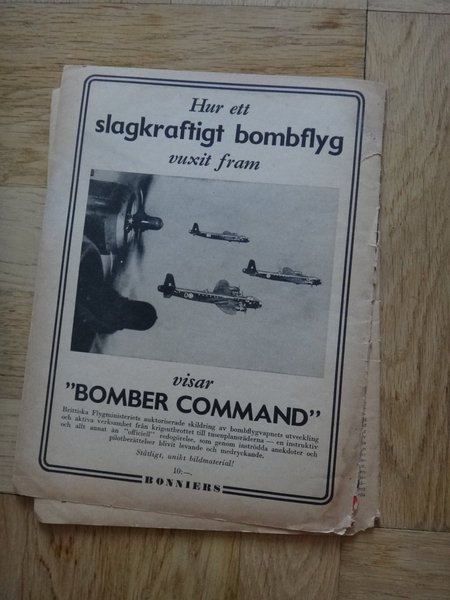 Hur ett
slagkraftigt bombflyg
vuxit fram
visar
"BOMBER COMMAND"
Brittiska Flygministeriets auktoriserade skildring av bombflygvapnets utveckling
och aktiva verksamhet från krigsutbrottet till tusenplansräderna — en instruktiv
och allt annat än "officiell" redogörelse, som genom inströdda anekdoter och
pilotberättelser blivit levande och medryckande.
Ståtligt, unikt bildmaterial!
10:—
BONNIERS